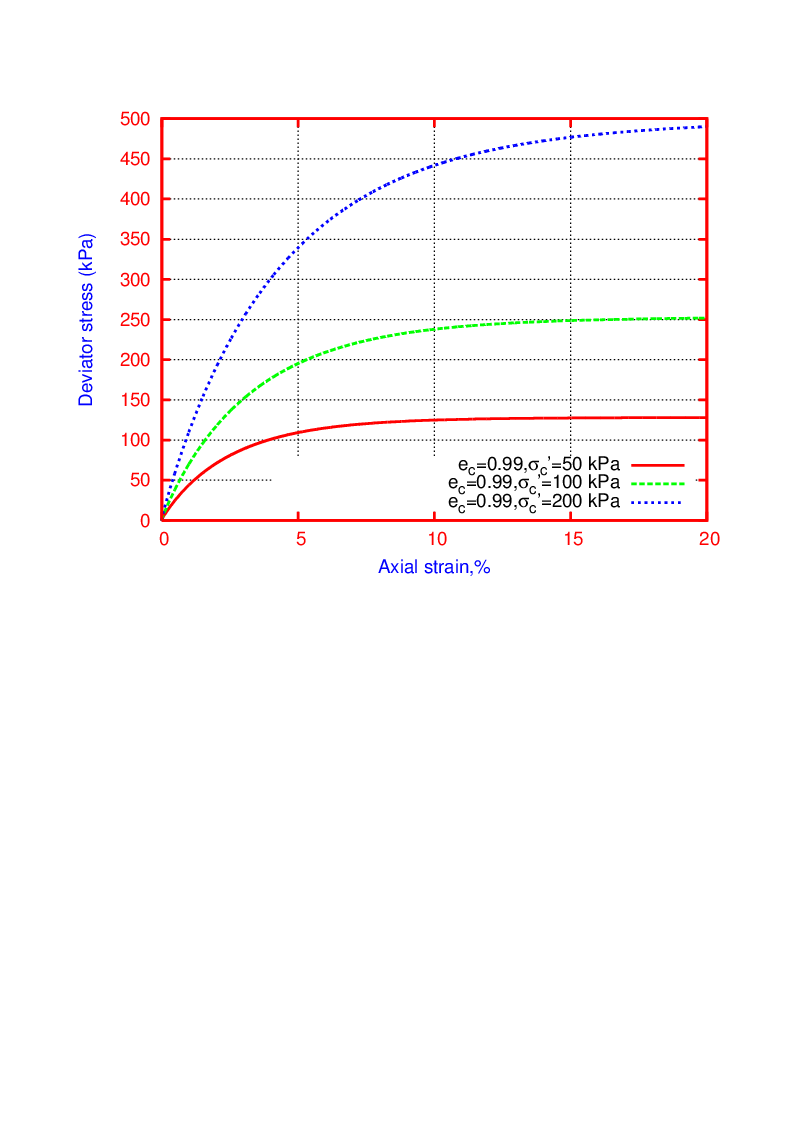 500
450
400
350
300
250
200
150
100
50
0
Deviator stress (kPa)
e_c=0.99,σ_c'=50 kPa
e_c=0.99,σ_c'=100 kPa
e_c=0.99,σ_c'=200 kPa
0 5 10 15 20
Axial strain,%